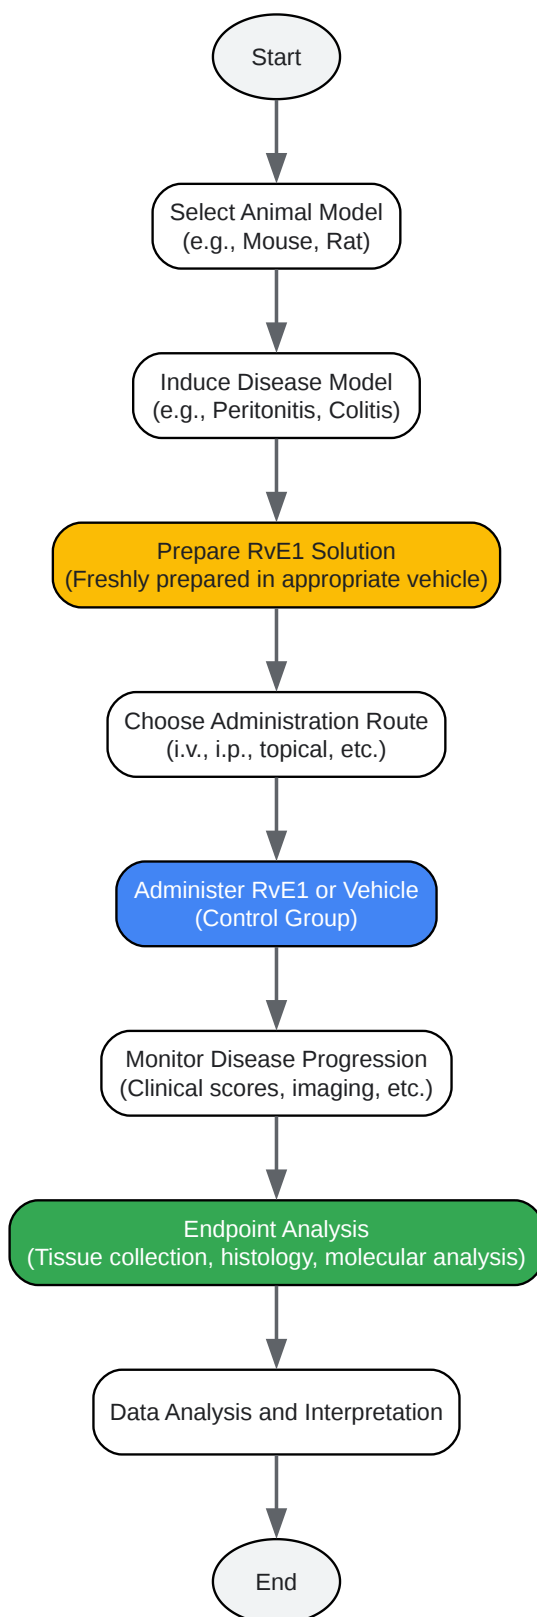 Start
Select Animal Model
(e.g., Mouse, Rat)
Induce Disease Model
(e.g., Peritonitis, Colitis)
Prepare RvE1 Solution
(Freshly prepared in appropriate vehicle)
Choose Administration Route
(i.v., i.p., topical, etc.)
Administer RvE1 or Vehicle
(Control Group)
Monitor Disease Progression
(Clinical scores, imaging, etc.)
Endpoint Analysis
(Tissue collection, histology, molecular analysis)
Data Analysis and Interpretation
End